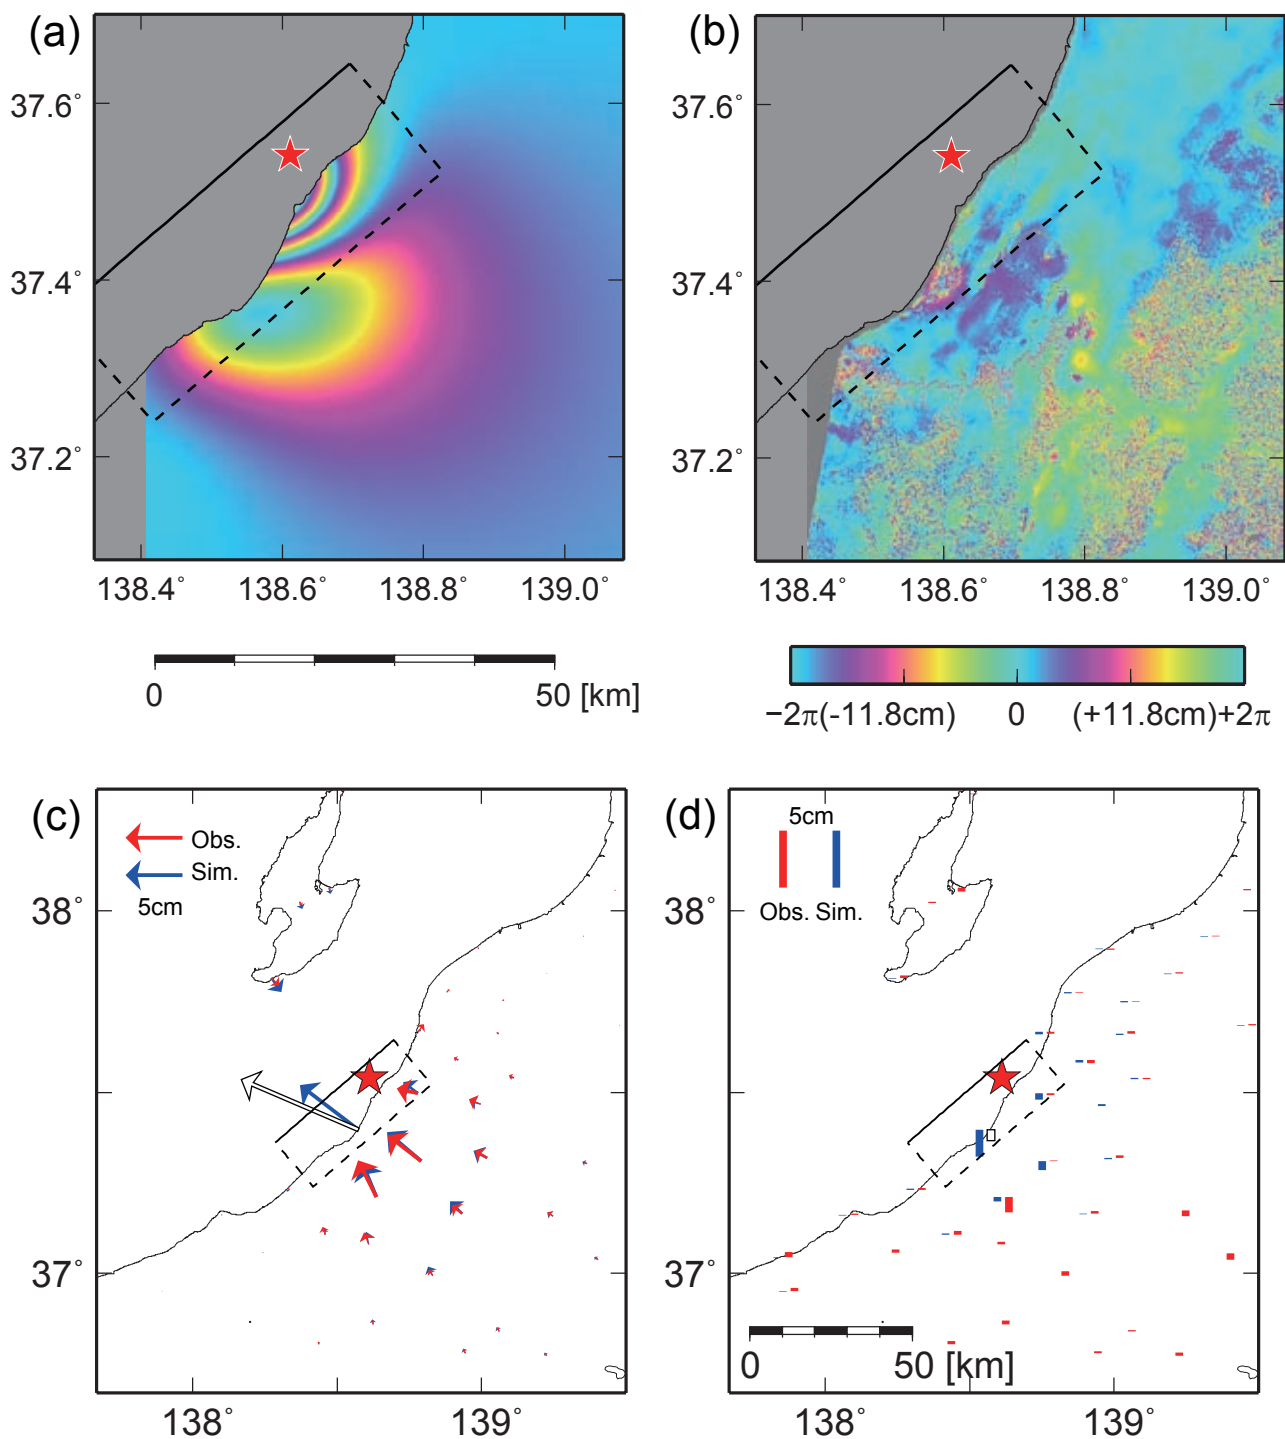 (a)
37.6°
37.4°
37.2°
138.4° 138.6° 138.8° 139.0°
0 50 [km]
(b)
37.6°
37.4°
37.2°
138.4° 138.6° 138.8° 139.0°
−2π(-11.8cm) 0 (+11.8cm)+2π
(c)
Obs.
Sim.
5cm
38°
37°
138° 139°
(d)
5cm
Obs. Sim.
38°
37°
0 50 [km]
138° 139°